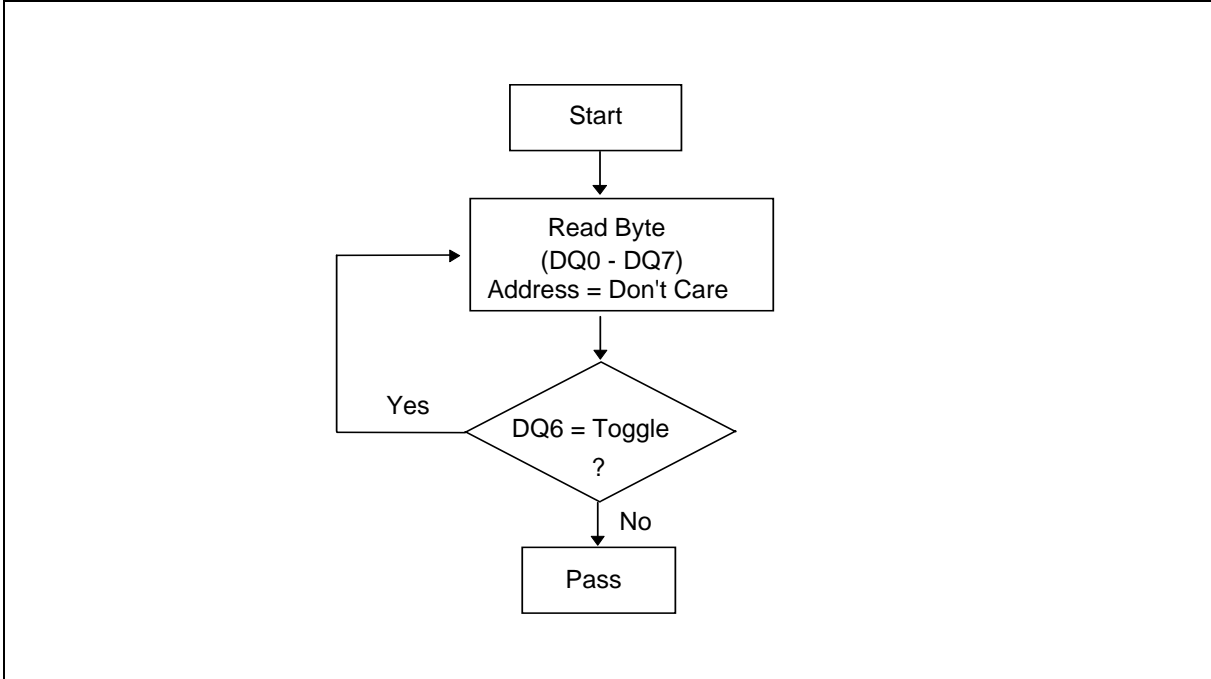 Start
Read Byte
(DQ0 - DQ7)
Address = Don't Care
Yes
DQ6 = Toggle
?
No
Pass